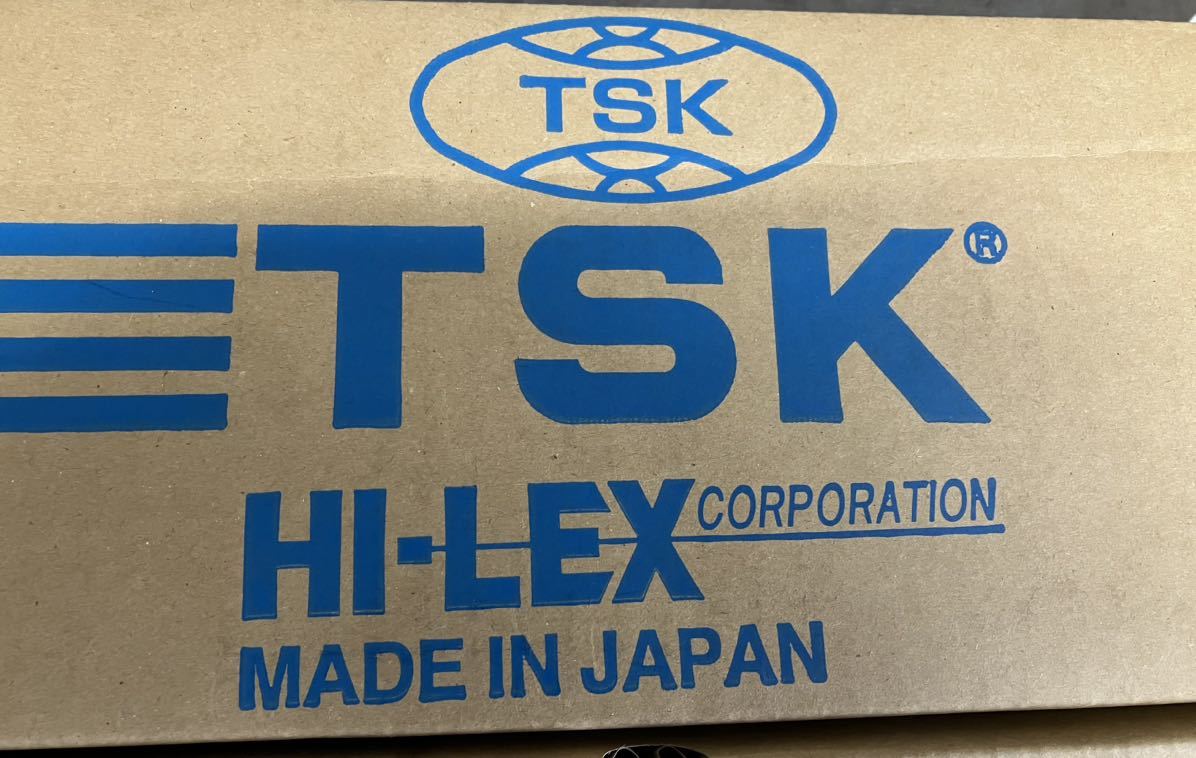 TSK
TSK®
HI-LEX CORPORATION
MADE IN JAPAN